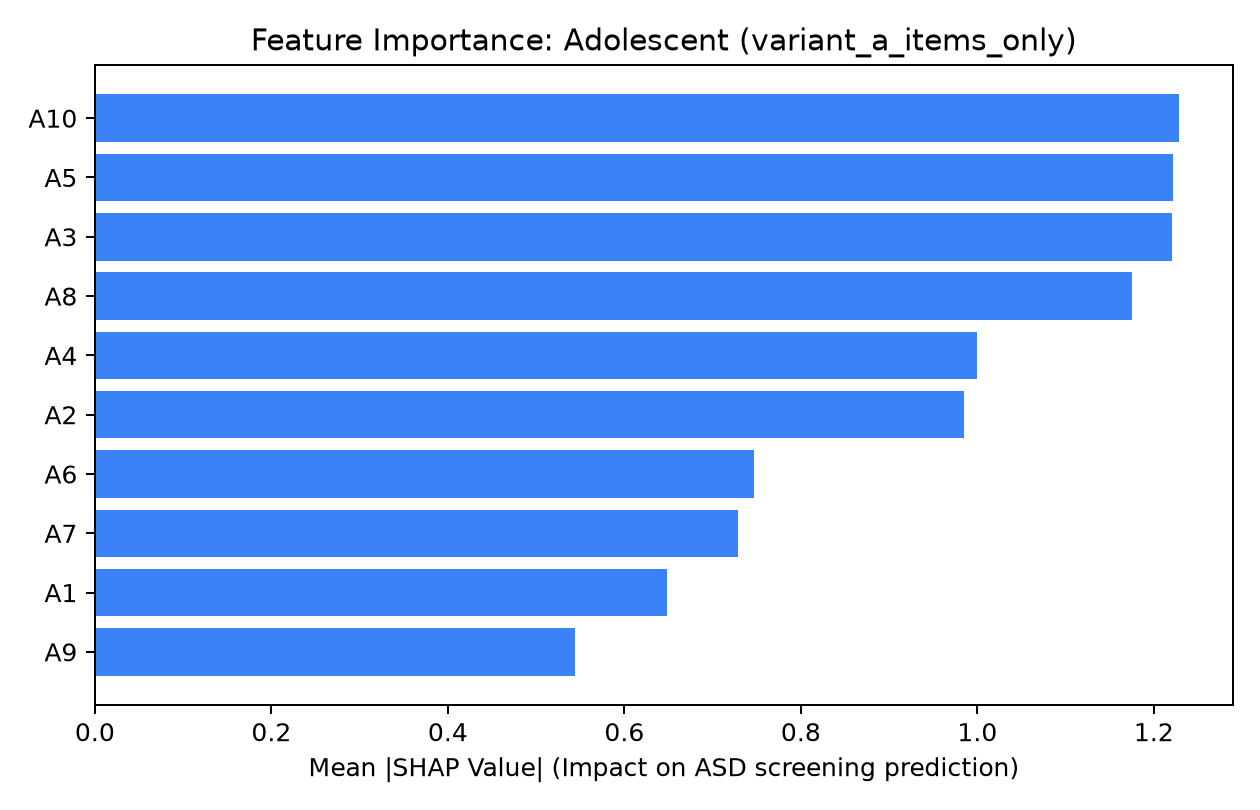 Feature Importance: Adolescent (variant_a_items_only)
A10
A5
A3
A8
A4
A2
A6
A7
A1
A9
0.0 0.2 0.4 0.6 0.8 1.0 1.2
Mean |SHAP Value| (Impact on ASD screening prediction)